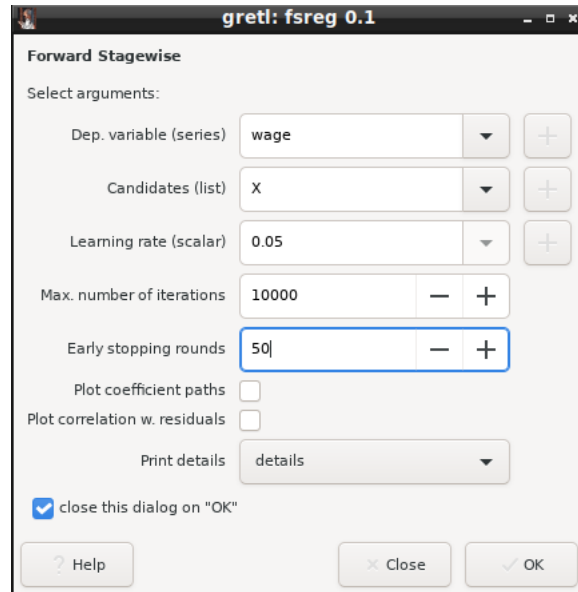 gretl: fsreg 0.1
Forward Stagewise
Select arguments:
Dep. variable (series) wage
Candidates (list) X
Learning rate (scalar) 0.05
Max. number of iterations 10000
Early stopping rounds 50
Plot coefficient paths
Plot correlation w. residuals
Print details details
close this dialog on "OK"
Help Close OK